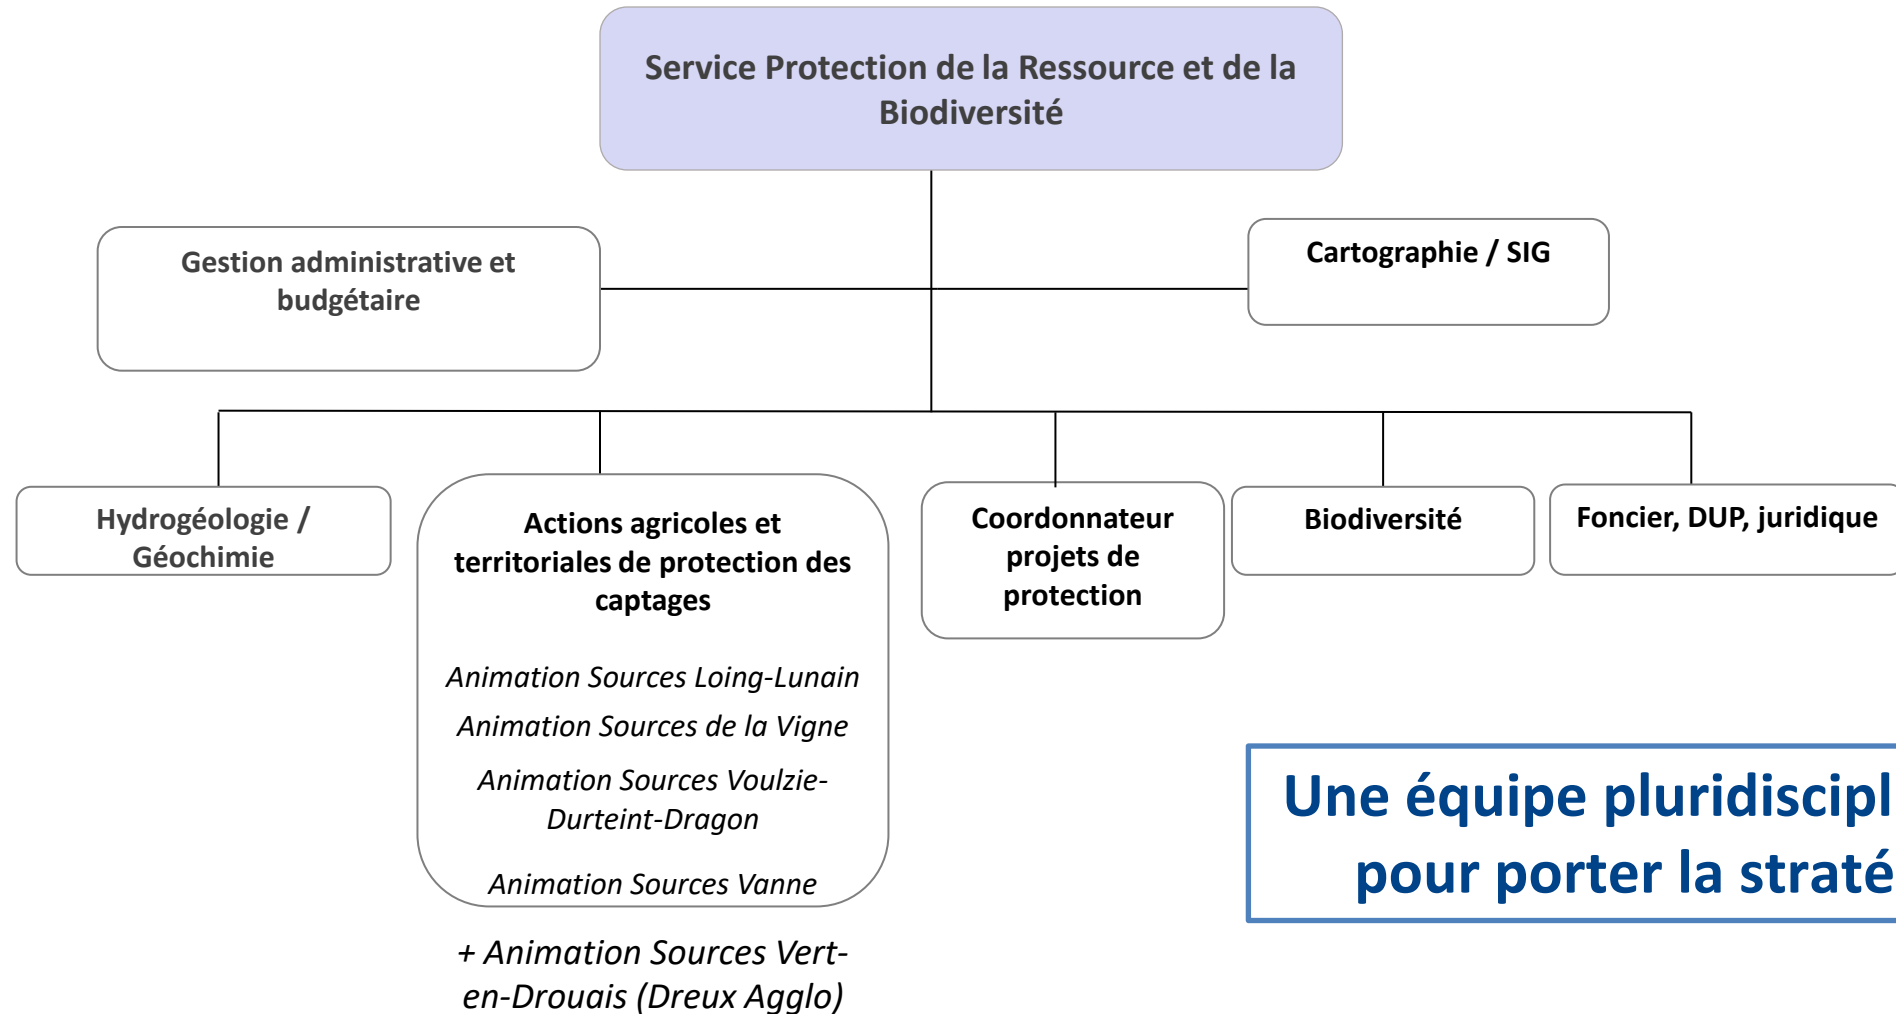 Service Protection de la Ressource et de la
Biodiversité
Gestion administrative et
budgétaire
Cartographie / SIG
Hydrogéologie /
Géochimie
Actions agricoles et
territoriales de protection des
captages
Animation Sources Loing-Lunain
Animation Sources de la Vigne
Animation Sources Voulzie-
Durteint-Dragon
Animation Sources Vanne
+ Animation Sources Vert-
en-Drouais (Dreux Agglo)
Coordonnateur
projets de
protection
Biodiversité
Foncier, DUP, juridique
Une équipe
pour porter la